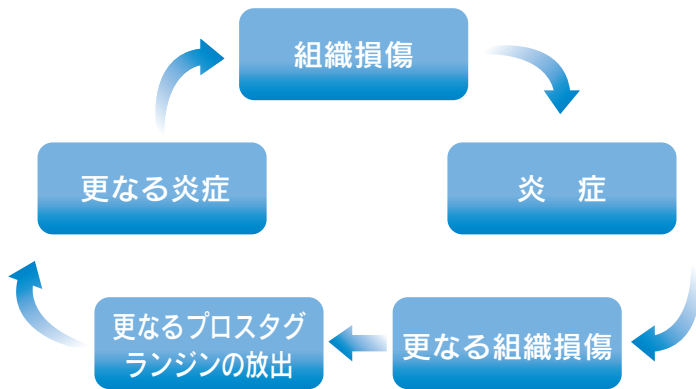 組織損傷
炎　症
更なる組織損傷
更なるプロスタグ
ランジンの放出
更なる炎症